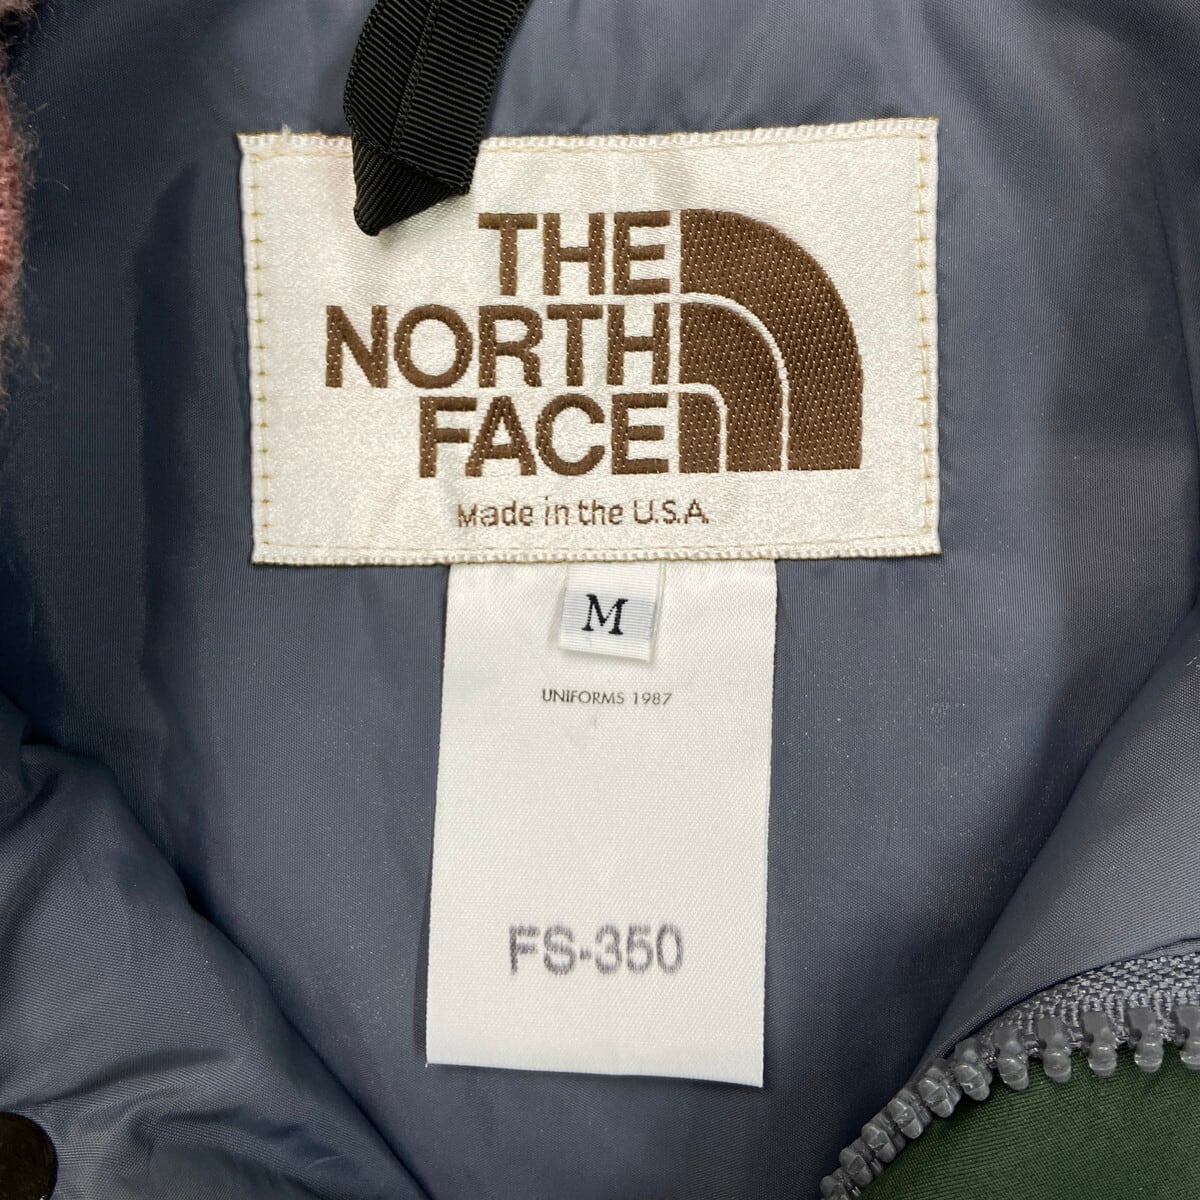 THE
NORTH
FACE
Made in the U.S.A.
M
UNIFORMS 1987
FS-350